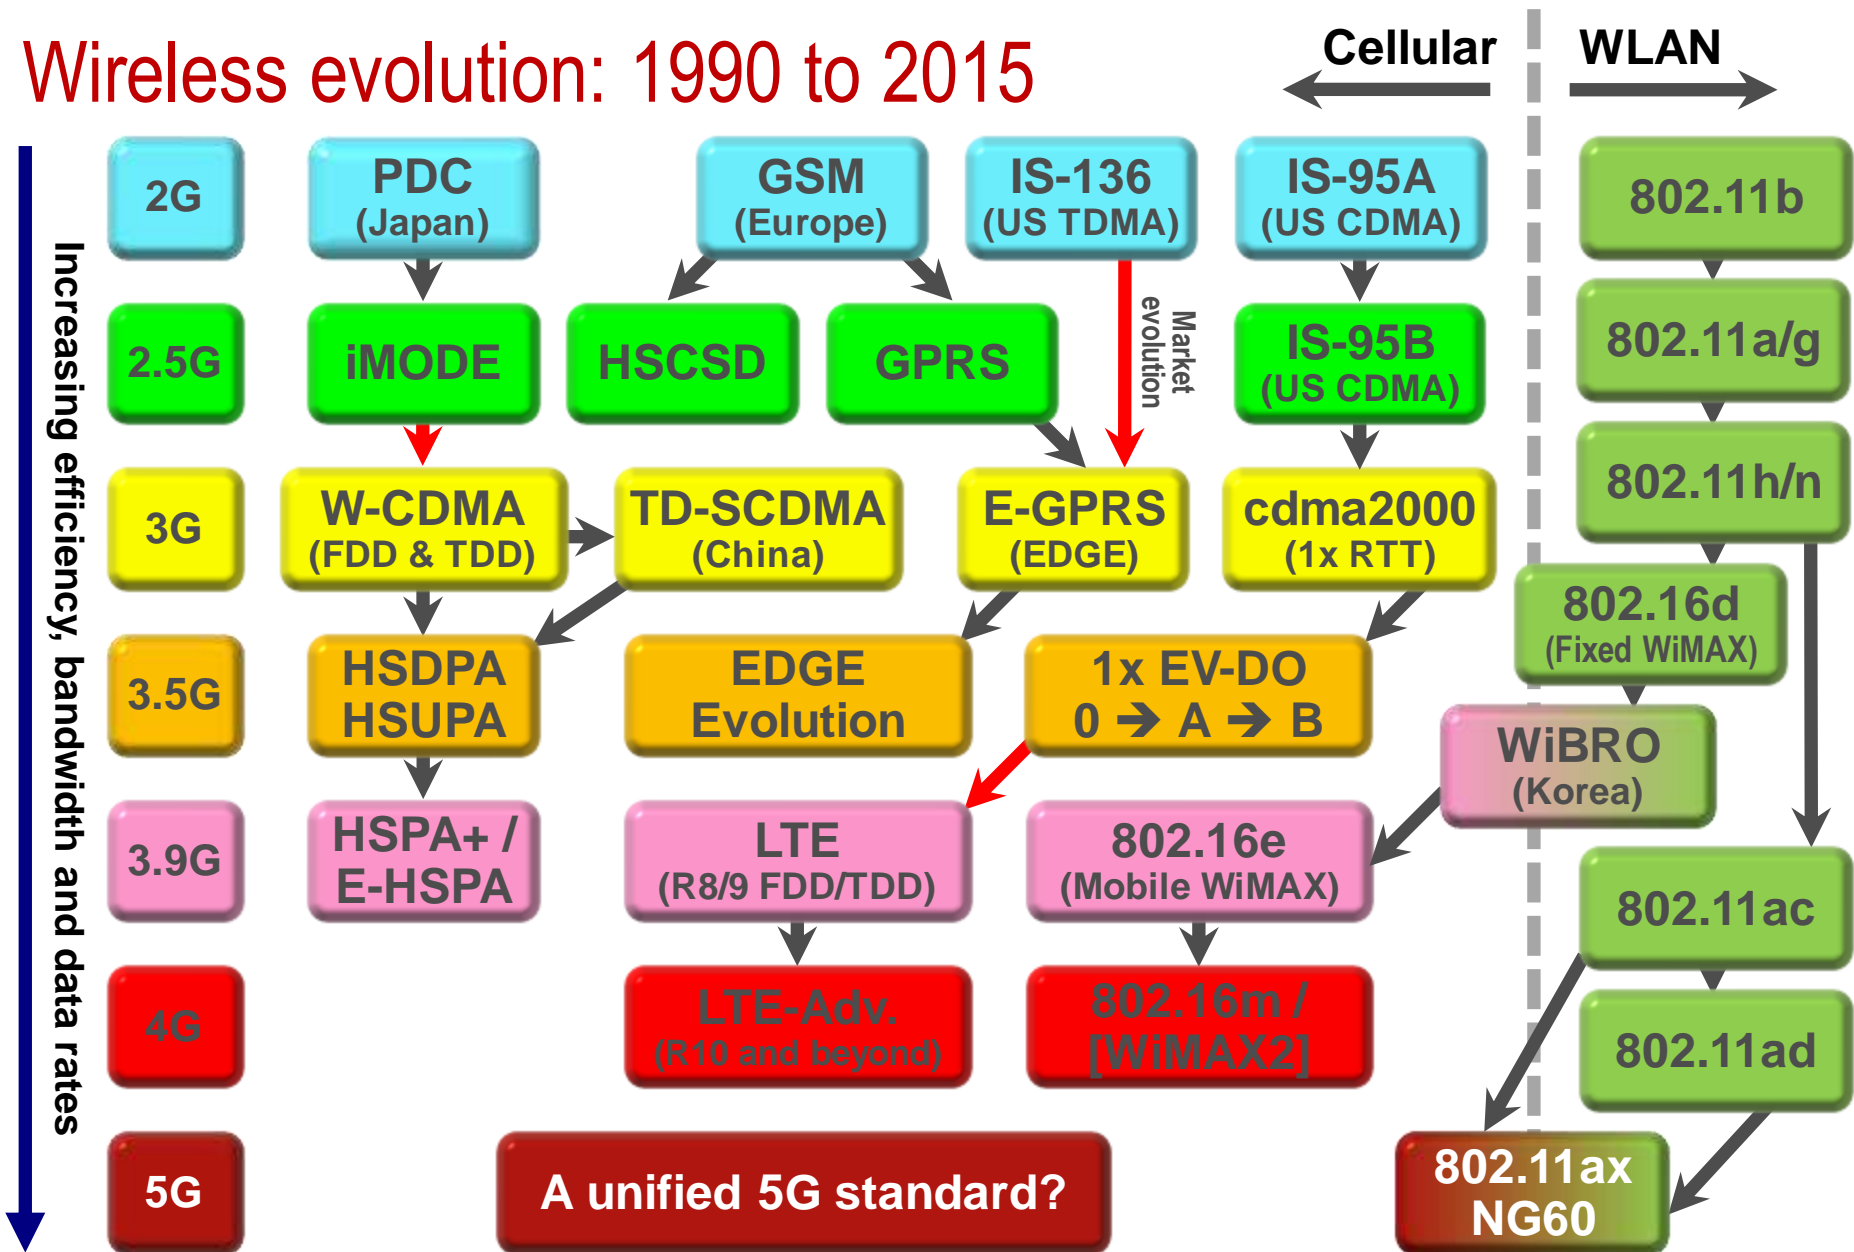 Wireless evolution: 1990 to 2015
Cellular
WLAN
Increasing efficiency, bandwidth and data rates
2G
PDC
(Japan)
GSM
(Europe)
IS-136
(US TDMA)
IS-95A
(US CDMA)
802.11b
2.5G
iMODE
HSCSD
GPRS
Market
evolution
IS-95B
(US CDMA)
802.11a/g
3G
W-CDMA
(FDD & TDD)
TD-SCDMA
(China)
E-GPRS
(EDGE)
cdma2000
(1x RTT)
802.11h/n
802.16d
(Fixed WiMAX)
3.5G
HSDPA
HSUPA
EDGE
Evolution
1x EV-DO
0 ➔ A ➔ B
WiBRO
(Korea)
3.9G
HSPA+ /
E-HSPA
LTE
(R8/9 FDD/TDD)
802.16e
(Mobile WiMAX)
802.11ac
4G
LTE-Adv.
(R10 and beyond)
802.16m /
[WiMAX2]
802.11ad
5G
A unified 5G standard?
802.11ax
NG60